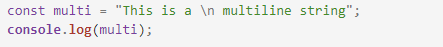 const multi = "This is a \n multiline string";
console.log(multi);